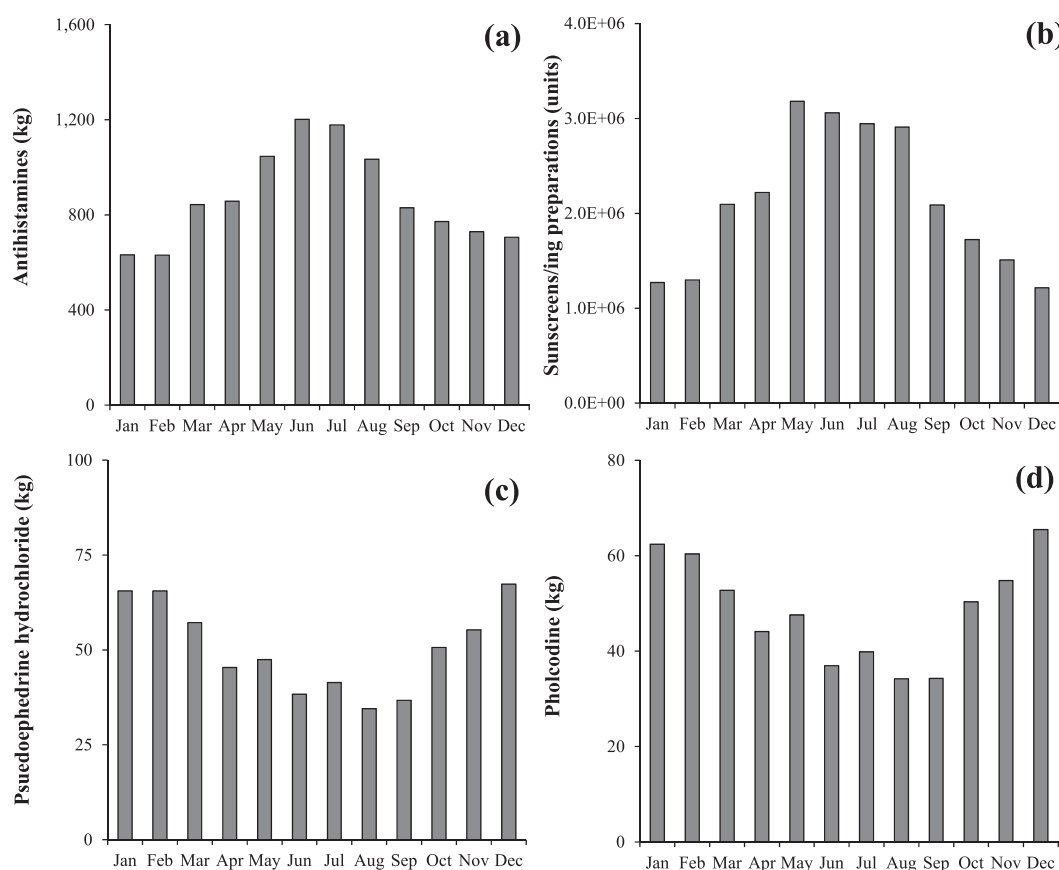 (a)
Antihistamines (kg)
1,600
1,200
800
400
0
Jan Feb Mar Apr May Jun Jul Aug Sep Oct Nov Dec
(b)
Sunscreens/ing preparations (units)
4.0E+06
3.0E+06
2.0E+06
1.0E+06
0.0E+00
Jan Feb Mar Apr May Jun Jul Aug Sep Oct Nov Dec
(c)
Psuedoephedrine hydrochloride (kg)
100
75
50
25
0
Jan Feb Mar Apr May Jun Jul Aug Sep Oct Nov Dec
(d)
Pholcodine (kg)
80
60
40
20
0
Jan Feb Mar Apr May Jun Jul Aug Sep Oct Nov Dec